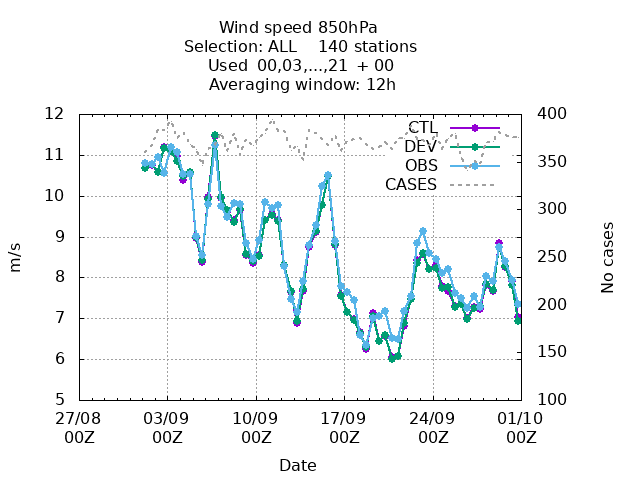 Wind speed 850hPa
Selection: ALL    140 stations
Used  00,03,...,21  + 00
Averaging window: 12h
12
11
10
9
8
7
6
5
400
350
300
250
200
150
100
m/s
No cases
CTL
DEV
OBS
CASES
27/08 03/09 10/09 17/09 24/09 01/10
00Z 00Z 00Z 00Z 00Z 00Z
Date